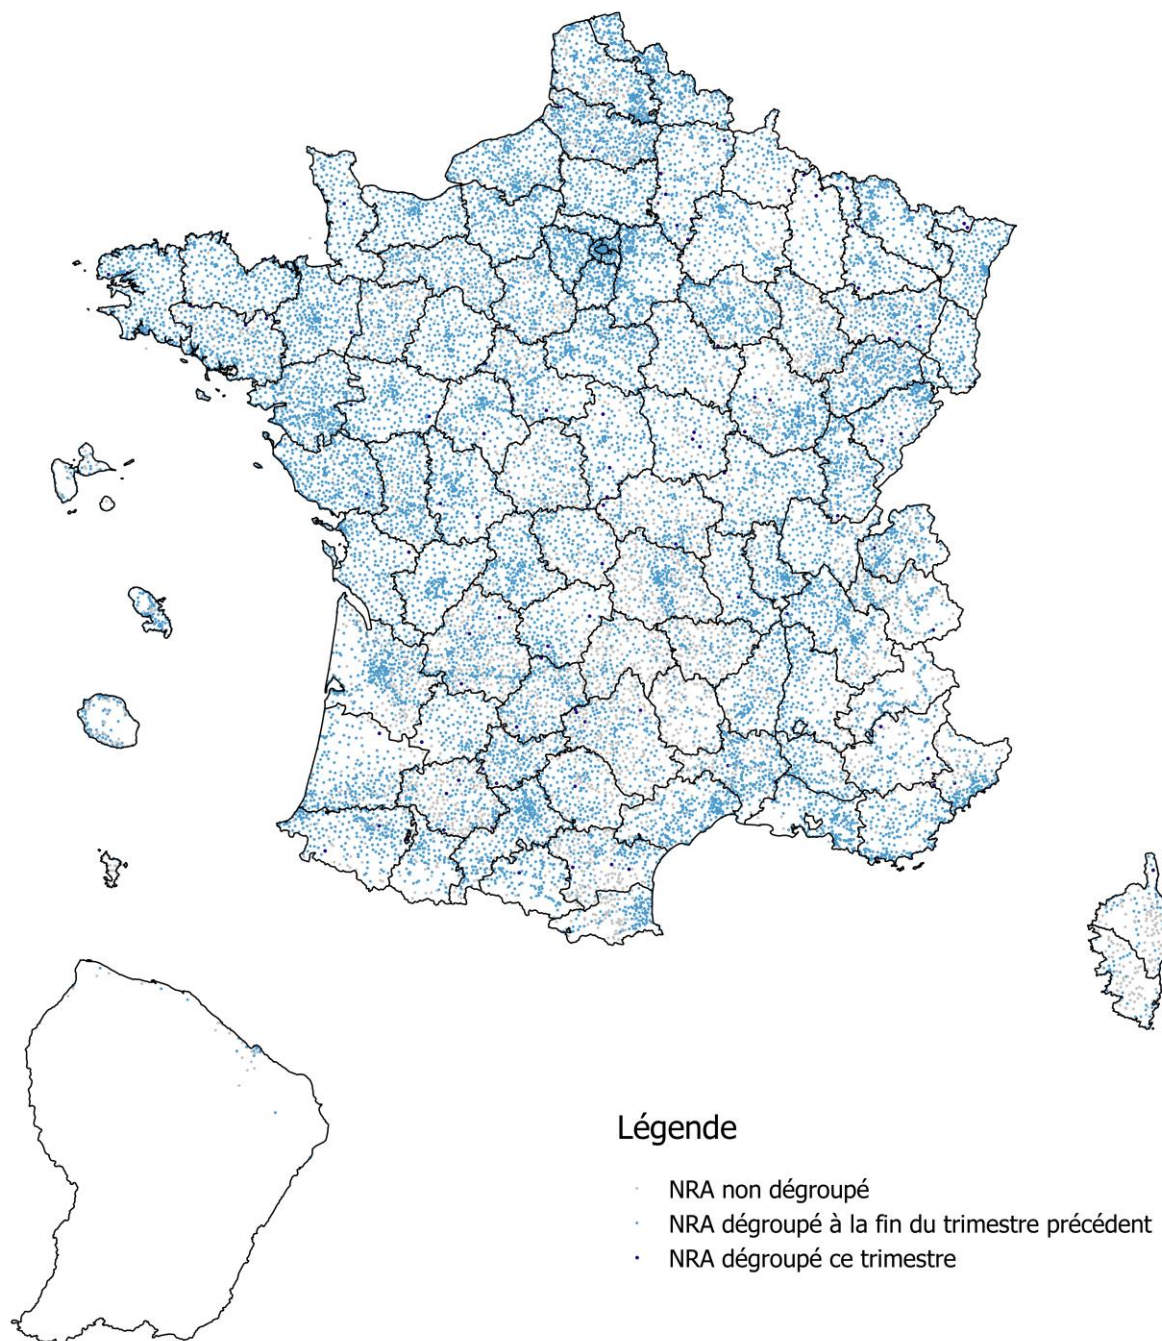 Légende
NRA non dégroupé
NRA dégroupé à la fin du trimestre précédent
NRA dégroupé ce trimestre